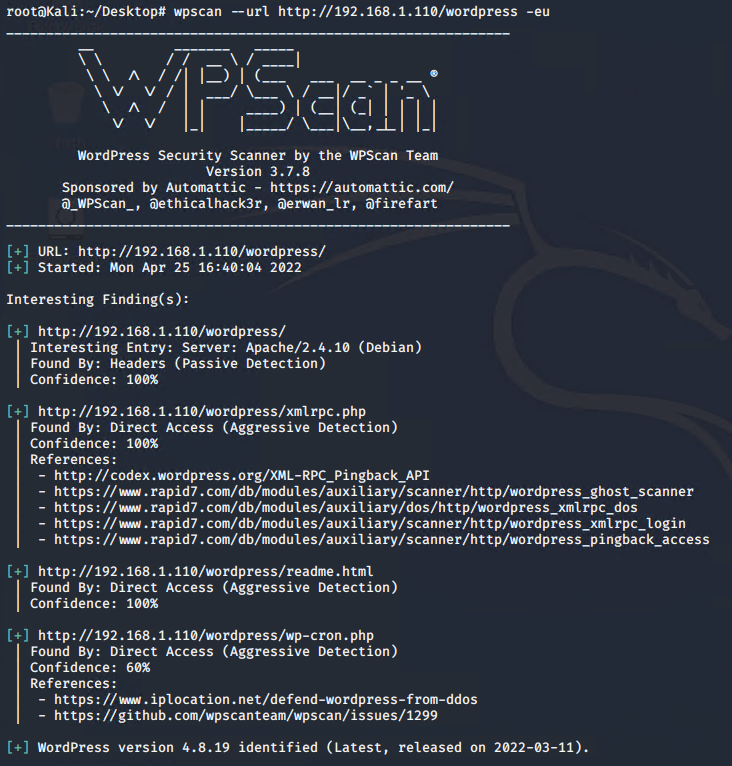 root@Kali:~/Desktop# wpscan --url http://192.168.1.110/wordpress -eu
WPScan ®
WordPress Security Scanner by the WPScan Team
Version 3.7.8
Sponsored by Automattic - https://automattic.com/
@_WPScan_, @ethicalhack3r, @erwan_lr, @firefart
[+] URL: http://192.168.1.110/wordpress/
[+] Started: Mon Apr 25 16:40:04 2022
Interesting Finding(s):
[+] http://192.168.1.110/wordpress/
| Interesting Entry: Server: Apache/2.4.10 (Debian)
| Found By: Headers (Passive Detection)
| Confidence: 100%
[+] http://192.168.1.110/wordpress/xmlrpc.php
| Found By: Direct Access (Aggressive Detection)
| Confidence: 100%
| References:
|  - http://codex.wordpress.org/XML-RPC_Pingback_API
|  - https://www.rapid7.com/db/modules/auxiliary/scanner/http/wordpress_ghost_scanner
|  - https://www.rapid7.com/db/modules/auxiliary/dos/http/wordpress_xmlrpc_dos
|  - https://www.rapid7.com/db/modules/auxiliary/scanner/http/wordpress_xmlrpc_login
|  - https://www.rapid7.com/db/modules/auxiliary/scanner/http/wordpress_pingback_access
[+] http://192.168.1.110/wordpress/readme.html
| Found By: Direct Access (Aggressive Detection)
| Confidence: 100%
[+] http://192.168.1.110/wordpress/wp-cron.php
| Found By: Direct Access (Aggressive Detection)
| Confidence: 60%
| References:
|  - https://www.iplocation.net/defend-wordpress-from-ddos
|  - https://github.com/wpscanteam/wpscan/issues/1299
[+] WordPress version 4.8.19 identified (Latest, released on 2022-03-11).